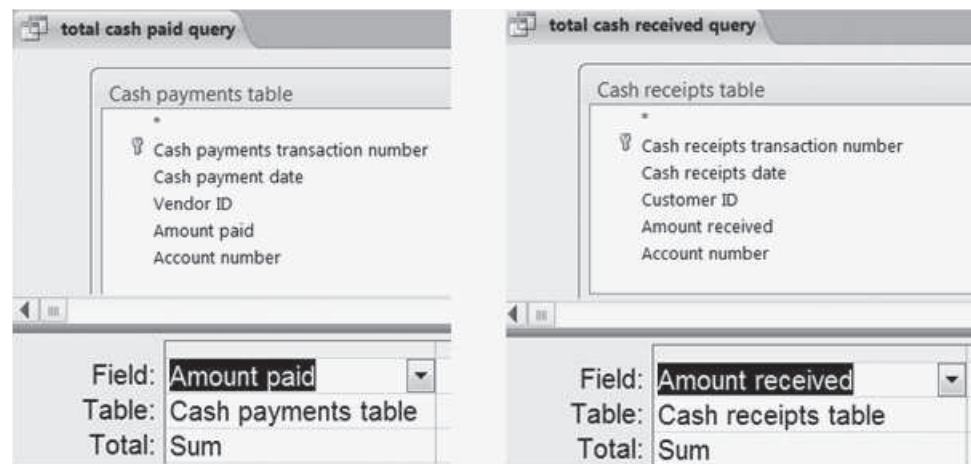 total cash paid query
Cash payments table
*
Cash payments transaction number
Cash payment date
Vendor ID
Amount paid
Account number
Field: Amount paid
Table: Cash payments table
Total: Sum
total cash received query
Cash receipts table
*
Cash receipts transaction number
Cash receipts date
Customer ID
Amount received
Account number
Field: Amount received
Table: Cash receipts table
Total: Sum